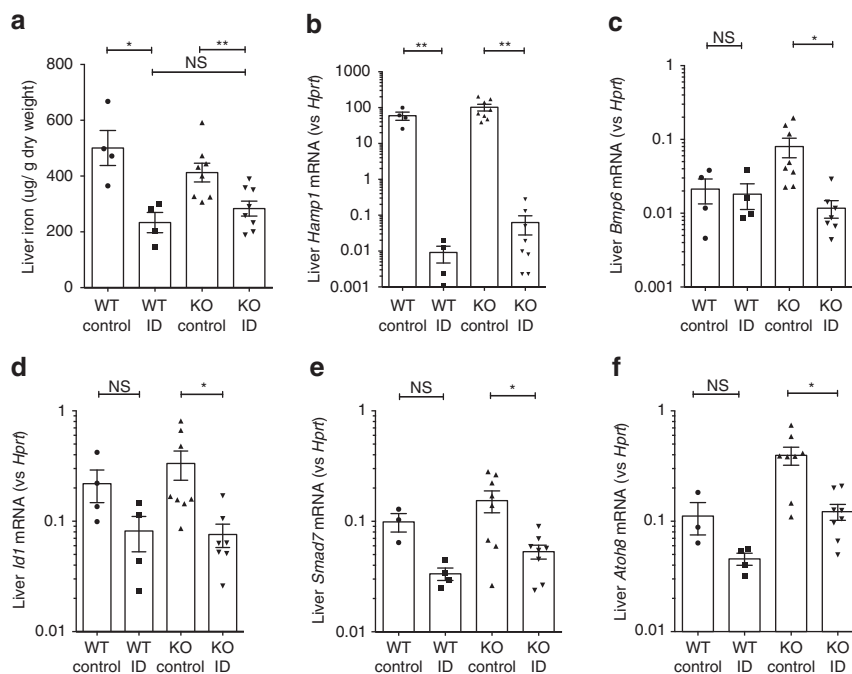 a
* **
NS
800
600
400
200
0
Liver iron (ug/ g dry weight)
WT control
WT ID
KO control
KO ID
b
** **
1000
100
10
1
0.1
0.01
0.001
Liver Hamp1 mRNA (vs Hprt)
WT control
WT ID
KO control
KO ID
c
NS *
1
0.1
0.01
0.001
Liver Bmp6 mRNA (vs Hprt)
WT control
WT ID
KO control
KO ID
d
NS *
1
0.1
0.01
Liver Id1 mRNA (vs Hprt)
WT control
WT ID
KO control
KO ID
e
NS *
1
0.1
0.01
Liver Smad7 mRNA (vs Hprt)
WT control
WT ID
KO control
KO ID
f
NS *
1
0.1
0.01
Liver Atoh8 mRNA (vs Hprt)
WT control
WT ID
KO control
KO ID